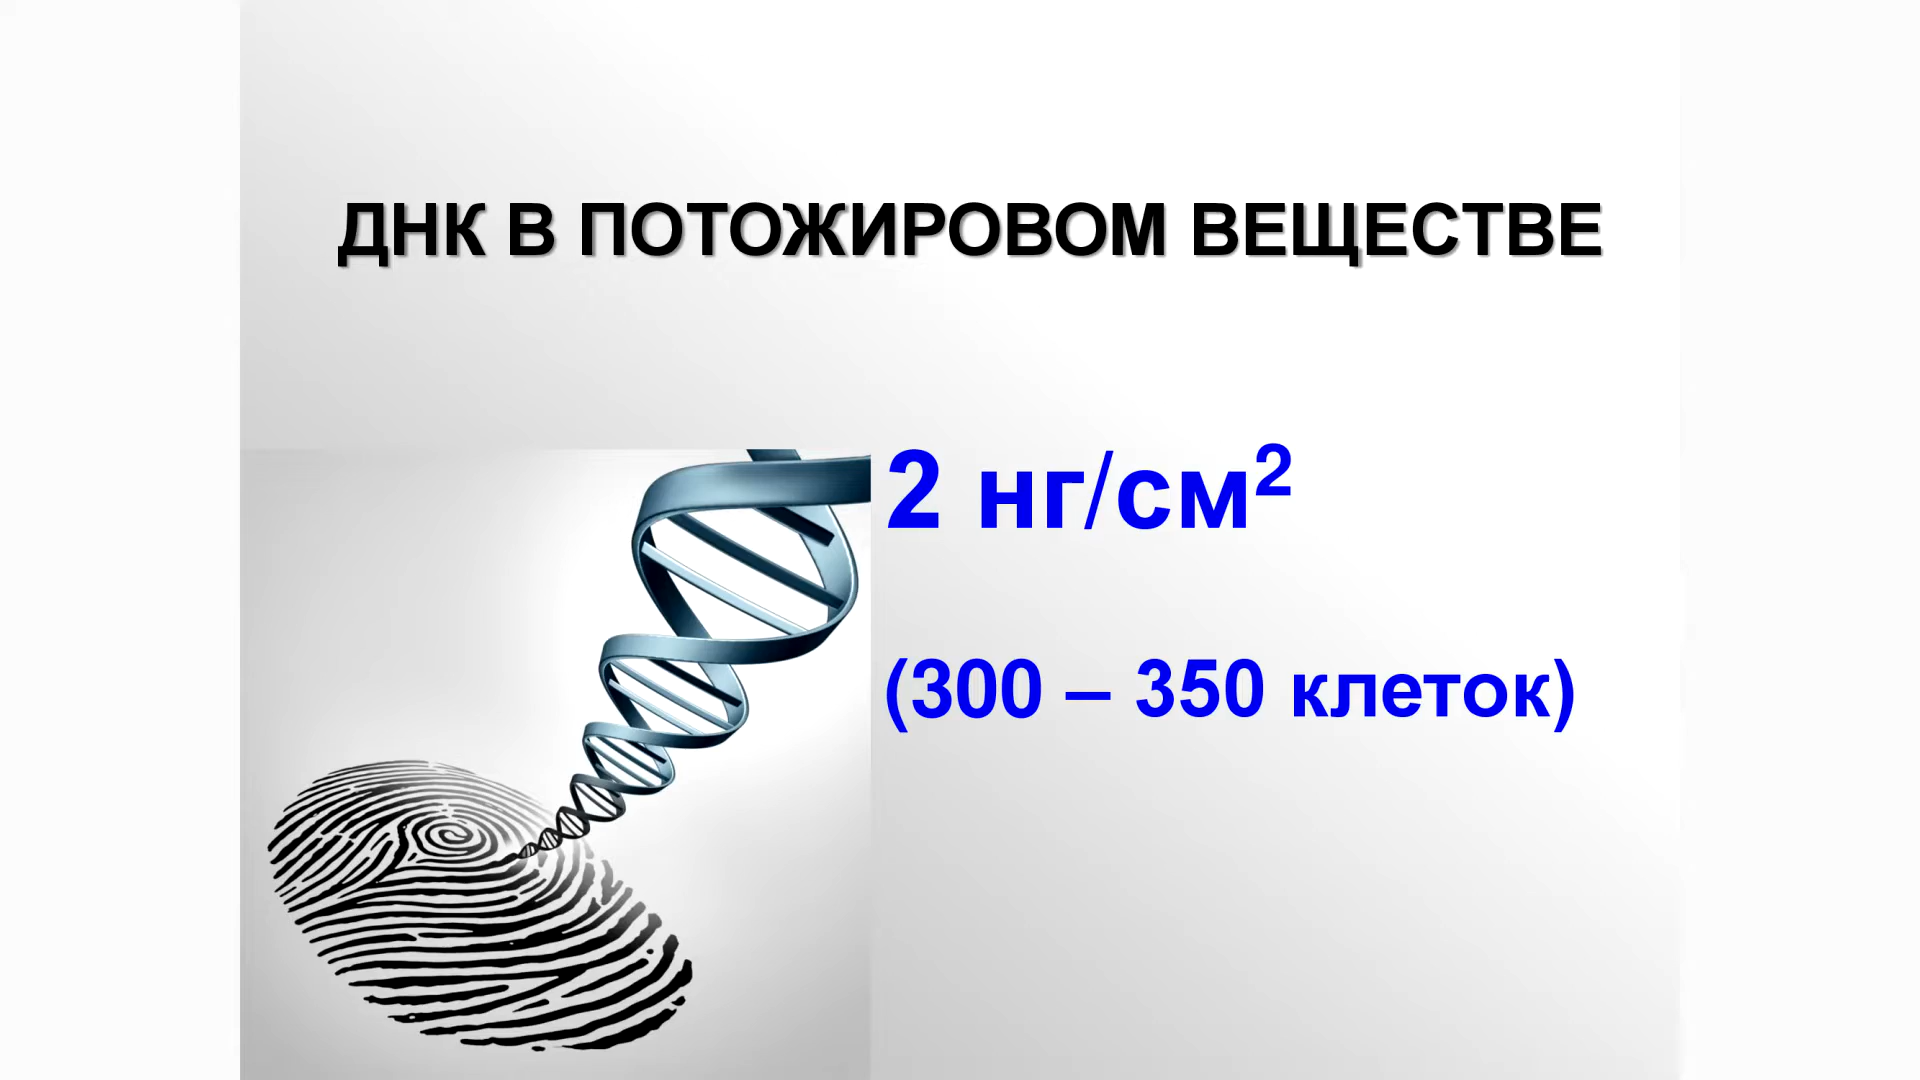 ДНК В ПОТОЖИРОВОМ ВЕЩЕСТВЕ
2 нг/см²
(300 – 350 клеток)